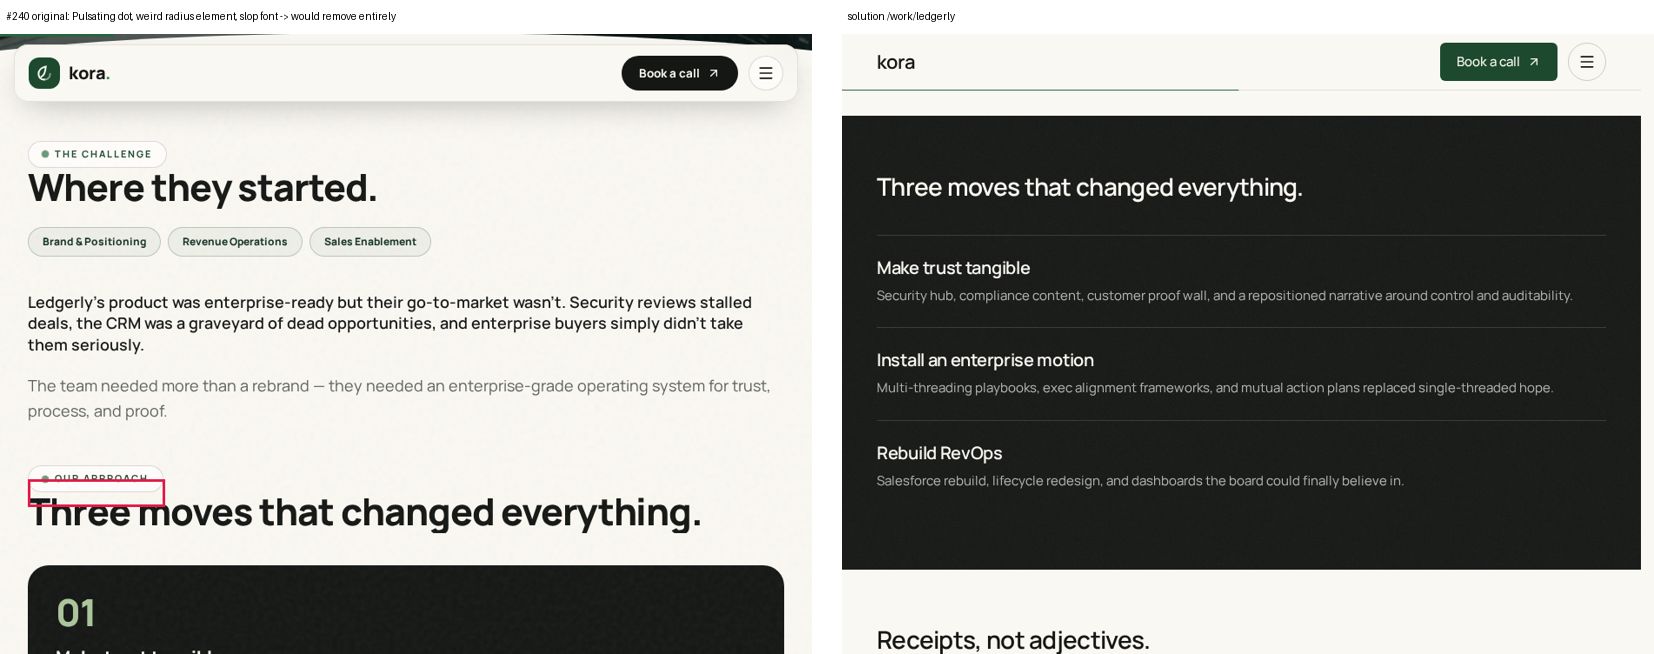 #240 original: Pulsating dot, weird radius element, slop font -> would remove entirely
kora.
Book a call
THE CHALLENGE
Where they started.
Brand & Positioning
Revenue Operations
Sales Enablement
Ledgerly's product was enterprise-ready but their go-to-market wasn't. Security reviews stalled
deals, the CRM was a graveyard of dead opportunities, and enterprise buyers simply didn't take
them seriously.
The team needed more than a rebrand — they needed an enterprise-grade operating system for trust,
process, and proof.
OUR APPROACH
Three moves that changed everything.
01
solution /work/ledgerly
kora
Book a call
Three moves that changed everything.
Make trust tangible
Security hub, compliance content, customer proof wall, and a repositioned narrative around control and auditability.
Install an enterprise motion
Multi-threading playbooks, exec alignment frameworks, and mutual action plans replaced single-threaded hope.
Rebuild RevOps
Salesforce rebuild, lifecycle redesign, and dashboards the board could finally believe in.
Receipts, not adjectives.